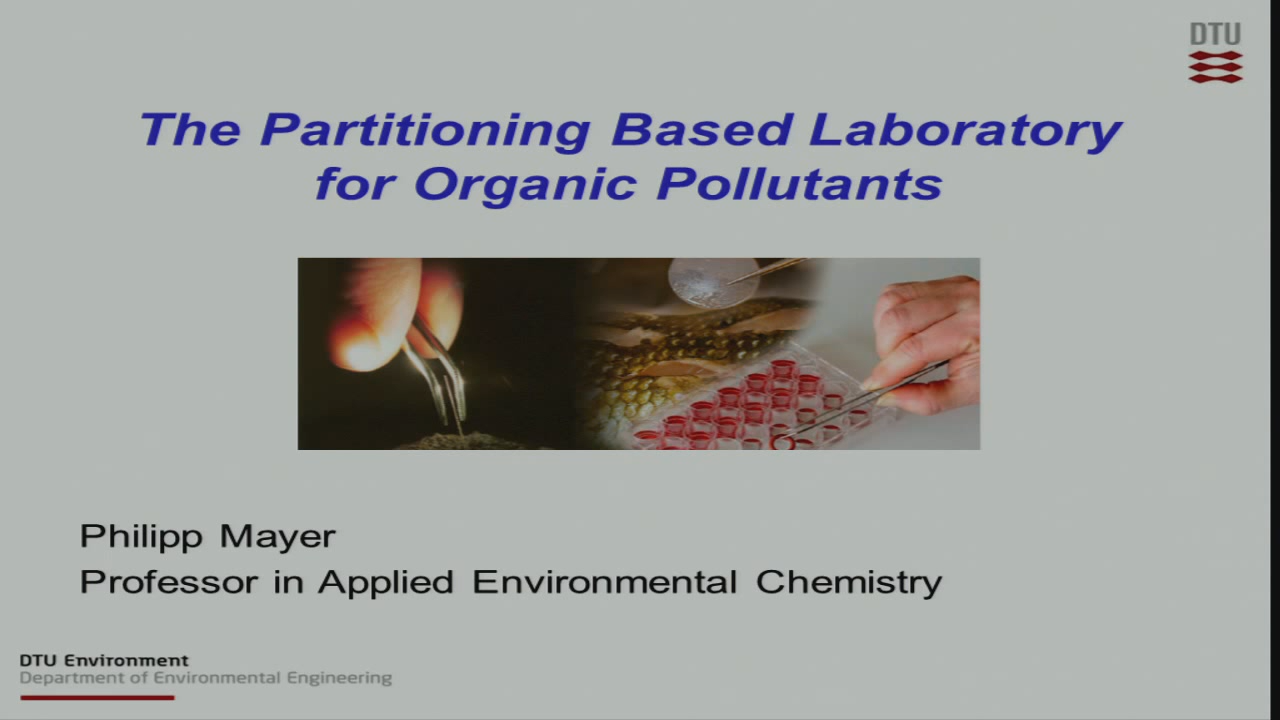 DTU
The Partitioning Based Laboratory
for Organic Pollutants
Philipp Mayer
Professor in Applied Environmental Chemistry
DTU Environment
Department of Environmental Engineering